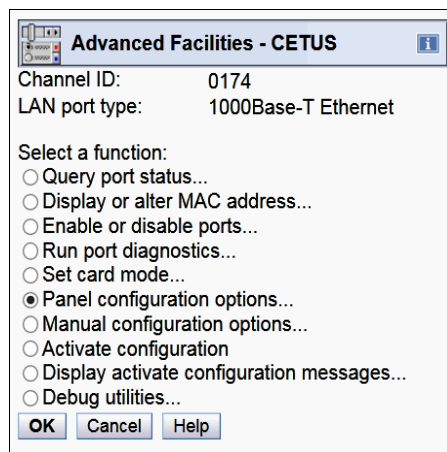 Advanced Facilities - CETUS
Channel ID: 0174
LAN port type: 1000Base-T Ethernet
Select a function:
Query port status...
Display or alter MAC address...
Enable or disable ports...
Run port diagnostics...
Set card mode...
Panel configuration options...
Manual configuration options...
Activate configuration
Display activate configuration messages...
Debug utilities...
OK Cancel Help